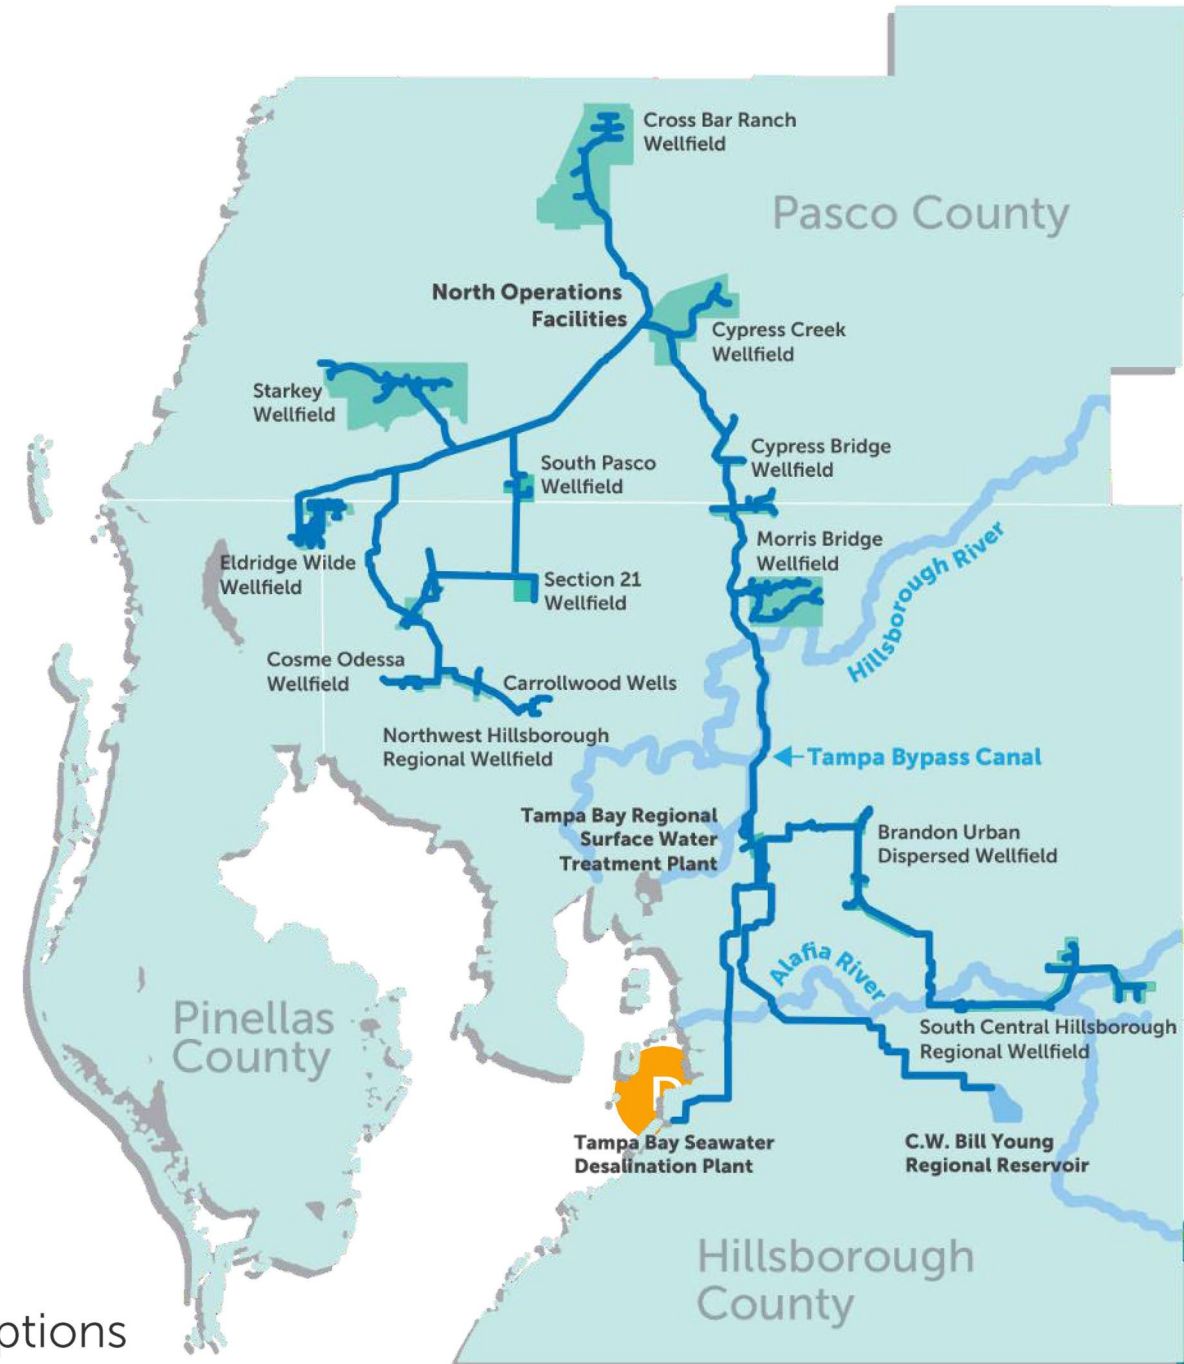 Cross Bar Ranch
Wellfield
Pasco County
North Operations
Facilities
Cypress Creek
Wellfield
Starkey
Wellfield
Cypress Bridge
Wellfield
South Pasco
Wellfield
Morris Bridge
Wellfield
Eldridge Wilde
Wellfield
Section 21
Wellfield
Hillsborough River
Cosme Odessa
Wellfield
Carrollwood Wells
Northwest Hillsborough
Regional Wellfield
Tampa Bypass Canal
Tampa Bay Regional
Surface Water
Treatment Plant
Brandon Urban
Dispersed Wellfield
Alafia River
Pinellas
County
South Central Hillsborough
Regional Wellfield
Tampa Bay Seawater
Desalination Plant
C.W. Bill Young
Regional Reservoir
Hillsborough
County
ptions